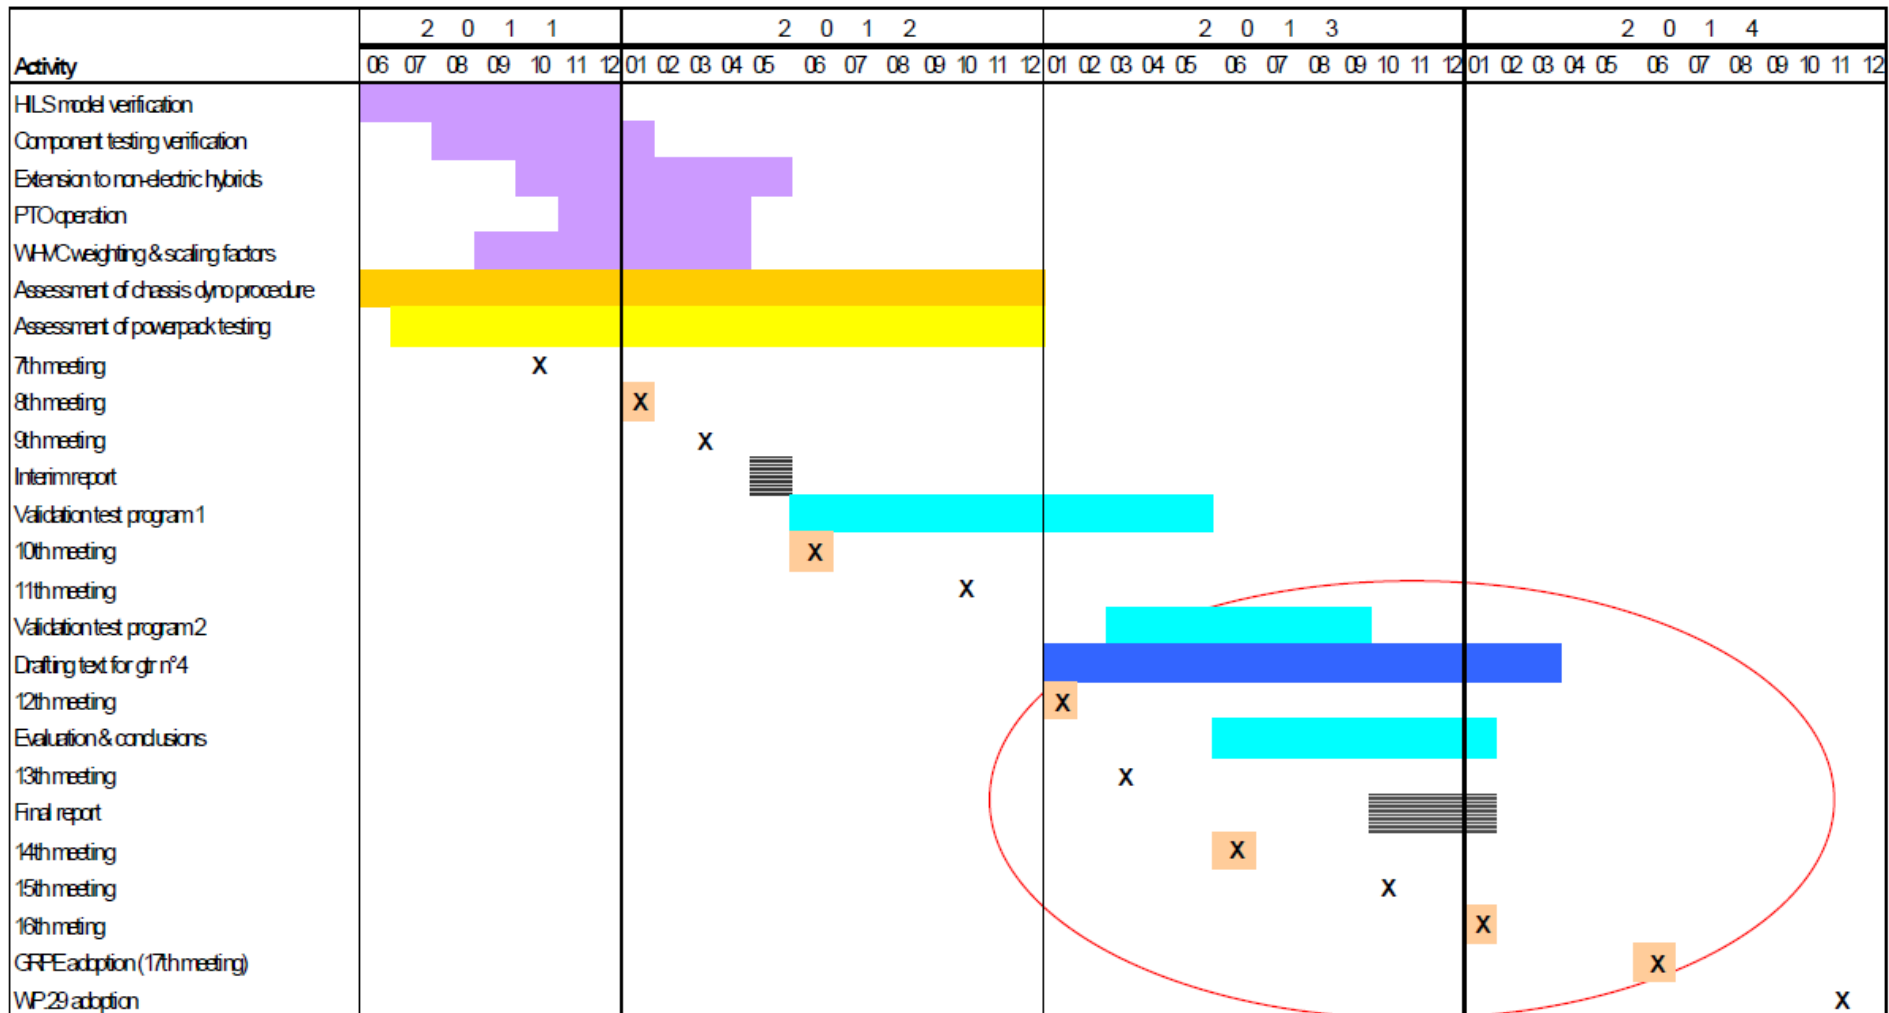 2 0 1 1 2 0 1 2 2 0 1 3 2 0 1 4
Activity 06 07 08 09 10 11 12 01 02 03 04 05 06 07 08 09 10 11 12 01 02 03 04 05 06 07 08 09 10 11 12 01 02 03 04 05 06 07 08 09 10 11 12
HILS model verification
Component testing verification
Extension to non-electric hybrids
PTO operation
WHVC weighting & scaling factors
Assessment of chassis dyno procedure
Assessment of powerpack testing
7th meeting X
8th meeting X
9th meeting X
Interim report
Validation test program 1
10th meeting X
11th meeting X
Validation test program 2
Drafting text for gtr n°4
12th meeting X
Evaluation & conclusions
13th meeting X
Final report
14th meeting X
15th meeting X
16th meting X
GRPE adoption (17th meeting) X
WP.29 adoption X